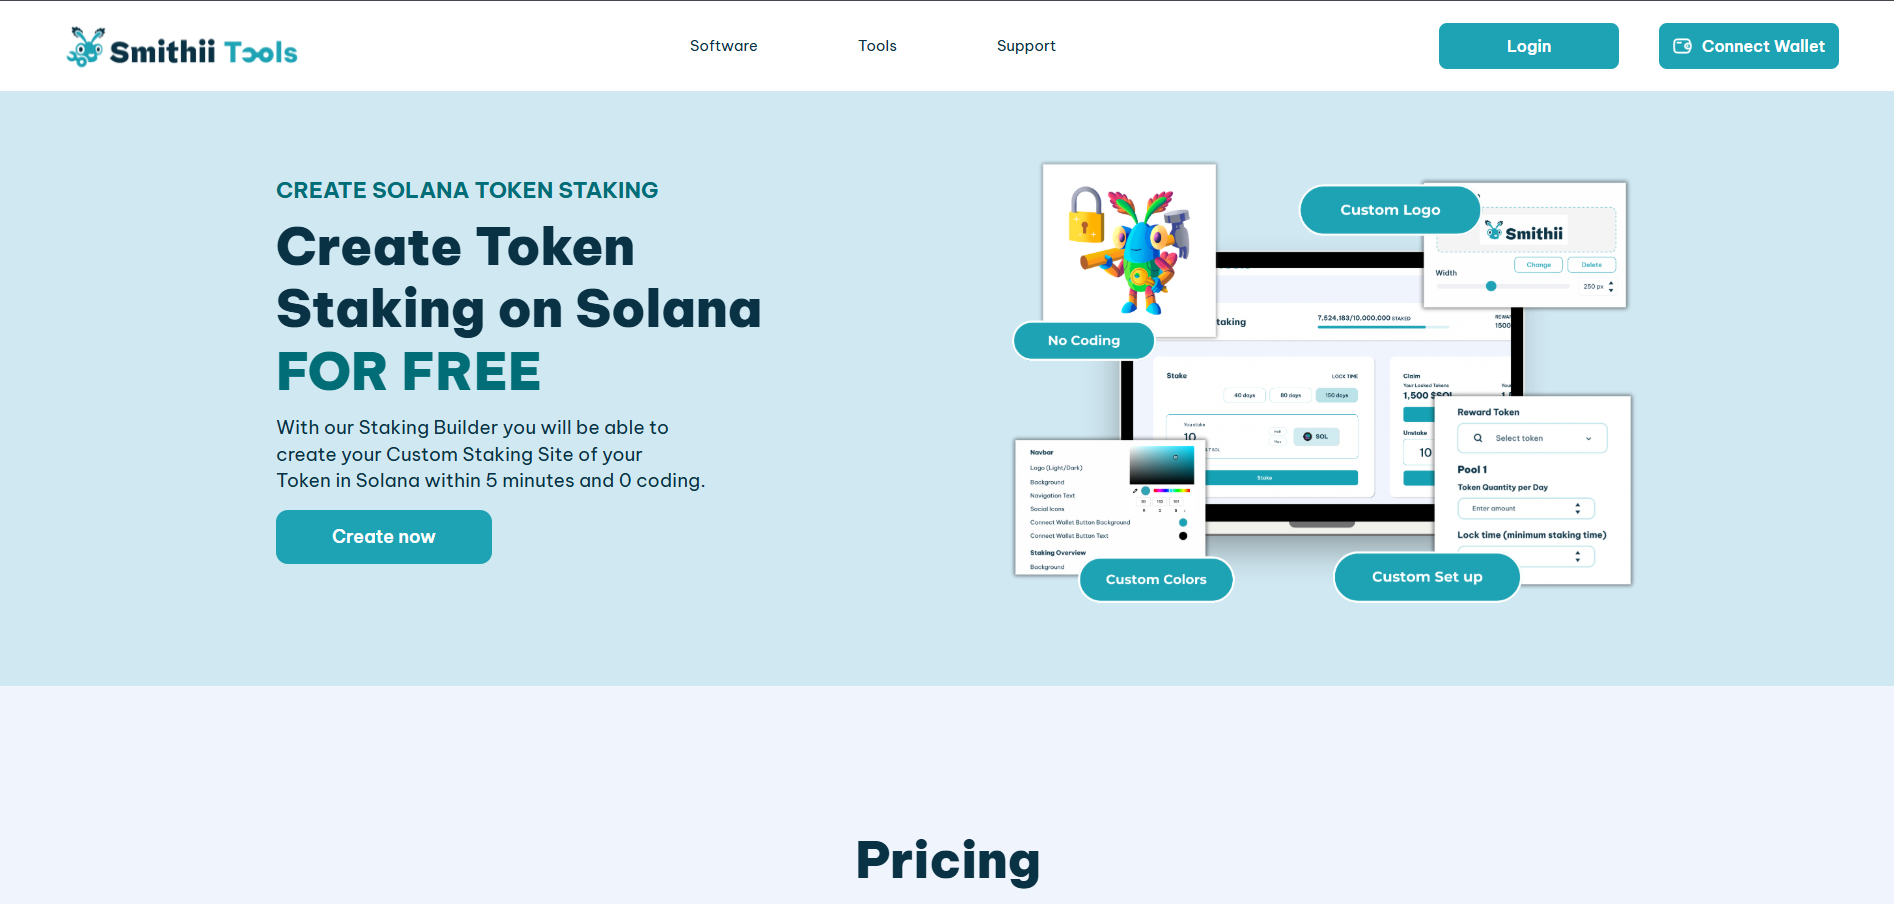 Smithii Tools
Software
Tools
Support
Login
Connect Wallet
CREATE SOLANA TOKEN STAKING
Create Token
Staking on Solana
FOR FREE
With our Staking Builder you will be able to
create your Custom Staking Site of your
Token in Solana within 5 minutes and 0 coding.
Create now
No Coding
Custom Logo
Smithii
Change
Delete
Width
250 px
taking
7,524,183/10,000,000 STAKED
1500
Stake
LOCK TIME
40 days
80 days
150 days
10
SOL
Stake
Claim
Your Locked Tokens
1,500 $SOL
Unstake
10
Navbar
Logo (Light/Dark)
Background
Navigation Text
Social Icons
Connect Wallet Button Background
Connect Wallet Button Text
Staking Overview
Background
Custom Colors
Reward Token
Select token
Pool 1
Token Quantity per Day
Enter amount
Lock time (minimum staking time)
Custom Set up
Pricing